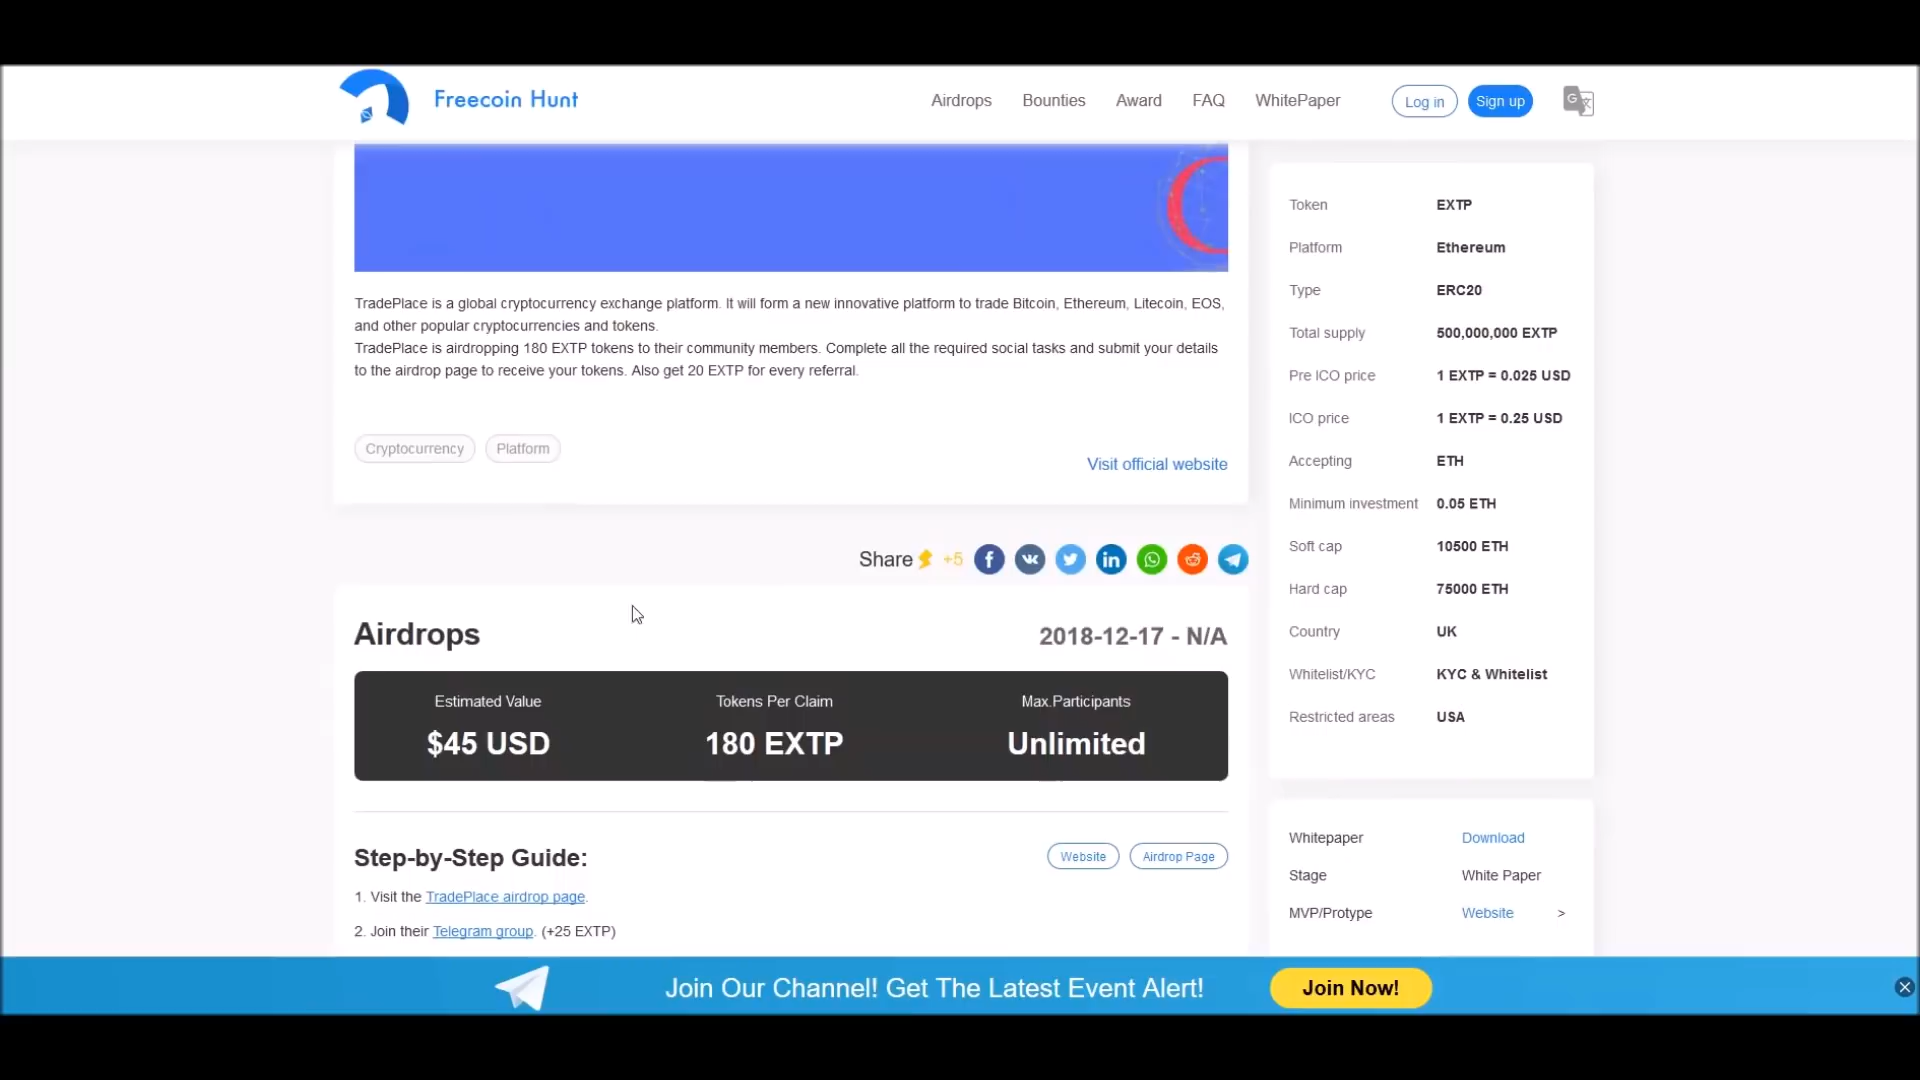 Freecoin Hunt
Airdrops Bounties Award FAQ WhitePaper Log in Sign up
TradePlace is a global cryptocurrency exchange platform. It will form a new innovative platform to trade Bitcoin, Ethereum, Litecoin, EOS,
and other popular cryptocurrencies and tokens.
TradePlace is airdropping 180 EXTP tokens to their community members. Complete all the required social tasks and submit your details
to the airdrop page to receive your tokens. Also get 20 EXTP for every referral.
Cryptocurrency Platform
Visit official website
Share +5
Airdrops 2018-12-17 - N/A
Estimated Value Tokens Per Claim Max.Participants
$45 USD 180 EXTP Unlimited
Step-by-Step Guide: Website Airdrop Page
1. Visit the TradePlace airdrop page.
2. Join their Telegram group. (+25 EXTP)
Token EXTP
Platform Ethereum
Type ERC20
Total supply 500,000,000 EXTP
Pre ICO price 1 EXTP = 0.025 USD
ICO price 1 EXTP = 0.25 USD
Accepting ETH
Minimum investment 0.05 ETH
Soft cap 10500 ETH
Hard cap 75000 ETH
Country UK
Whitelist/KYC KYC & Whitelist
Restricted areas USA
Whitepaper Download
Stage White Paper
MVP/Protype Website >
Join Our Channel! Get The Latest Event Alert! Join Now!